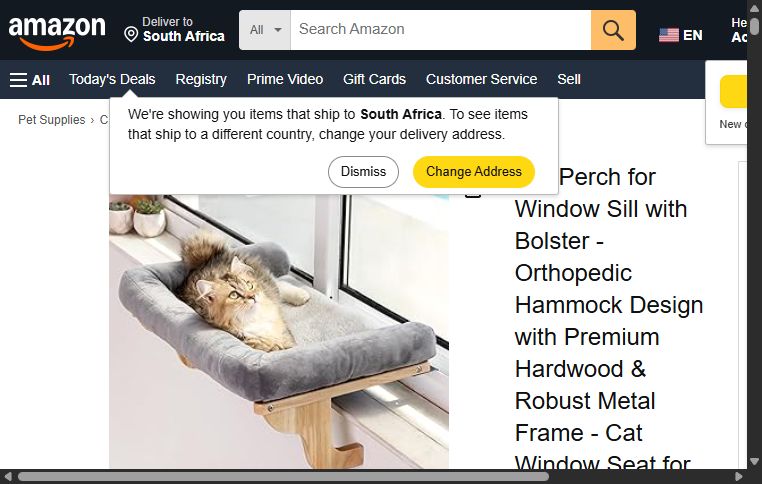 amazon
Deliver to
South Africa
All
Search Amazon
EN
He
Ac
All
Today's Deals
Registry
Prime Video
Gift Cards
Customer Service
Sell
Pet Supplies › C
We're showing you items that ship to South Africa. To see items
that ship to a different country, change your delivery address.
Dismiss
Change Address
New c
Perch for
Window Sill with
Bolster -
Orthopedic
Hammock Design
with Premium
Hardwood &
Robust Metal
Frame - Cat
Window Seat for